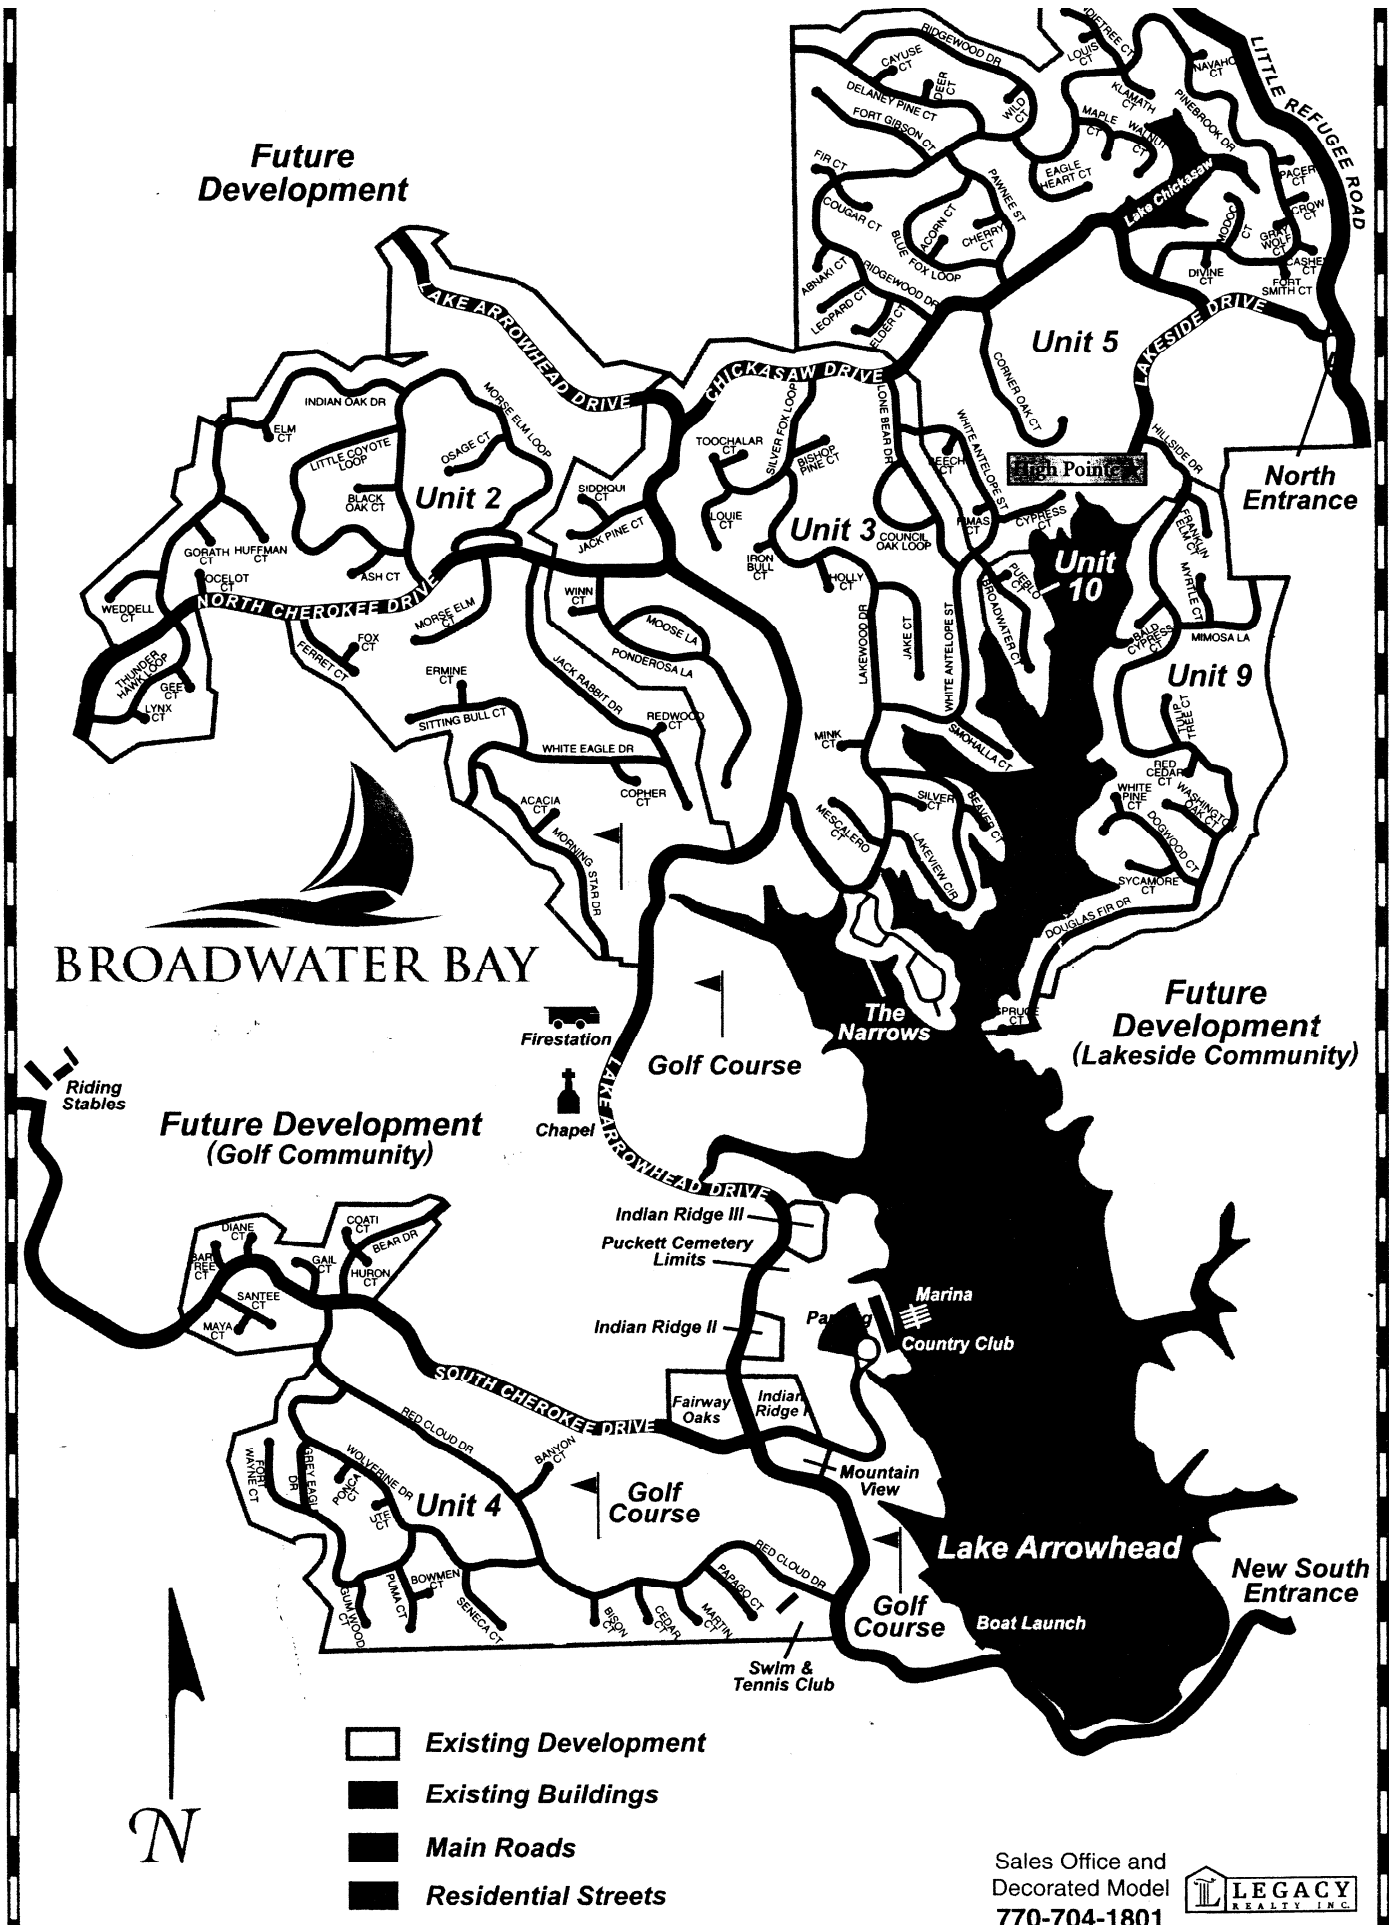 RIDGEWOOD DR
LOUIS
CT
CAYUSE
CT
DEER
CT
WILD
CT
DELANEY PINE CT
FORT GIBSON CT
KLAMATH
CT
NAVAHO
CT
PINEBROOK DR
MAPLE
CT
WALNUT
CT
LITTLE REFUGEE ROAD
FIR CT
EAGLE
HEART CT
PAWNEE ST
Lake Chickasaw
PACER
CT
CROW
CT
COUGAR CT
ACORN CT
CHERRY
CT
BLUE FOX LOOP
MODOC
CT
GRAY
WOLF
CT
FORT
SMITH CT
DIVINE
CT
ABNAKI CT
RIDGEWOOD DR
LEOPARD CT
ELDER CT
Future
Development
LAKE ARROWHEAD DRIVE
CHICKASAW DRIVE
LAKESIDE DRIVE
Unit 5
CORNER OAK CT
INDIAN OAK DR
ELM
CT
LITTLE COYOTE
LOOP
OSAGE CT
MORSE ELM LOOP
BLACK
OAK CT
Unit 2
TOOCHALAR
CT
SILVER FOX LOOP
BISHOP
PINE CT
LONE BEAR DR
WHITE ANTELOPE ST
BEECH
CT
High Pointe
HILLSIDE DR
North
Entrance
SIDDIQUI
CT
JACK PINE CT
LOUIE
CT
Unit 3
COUNCIL
OAK LOOP
CYPRESS
CT
FRANKLIN
ELM CT
GORATH
CT
HUFFMAN
CT
ASH CT
OCELOT
CT
IRON
BULL
CT
HOLLY
CT
Unit
10
PUEBLO
CT
MYRTLE CT
WEDDELL
CT
NORTH CHEROKEE DRIVE
MORSE ELM
CT
WINN
CT
MOOSE LA
PONDEROSA LA
LAKEWOOD DR
JAKE CT
WHITE ANTELOPE ST
BROADWATER CT
BALD
CYPRESS
CT
MIMOSA LA
FOX
CT
FERRET CT
THUNDER
HAWK LOOP
GEE
CT
LYNX
CT
ERMINE
CT
SITTING BULL CT
JACK RABBIT DR
REDWOOD
CT
Unit 9
TULIP
TREE CT
WHITE EAGLE DR
COPHER
CT
MINK
CT
SMOHALLA CT
RED
CEDAR
CT
WHITE
PINE
CT
WASHINGTON
OAK CT
ACACIA
CT
MORNING STAR DR
MESCALERO
CT
SILVER
CT
BEAVER CT
LAKEVIEW CIR
DOGWOOD CT
SYCAMORE
CT
DOUGLAS FIR DR
BROADWATER BAY
The
Narrows
SPRUCE
CT
Future
Development
(Lakeside Community)
Firestation
Golf Course
LAKE ARROWHEAD DRIVE
Chapel
Riding
Stables
Future Development
(Golf Community)
Indian Ridge III
Puckett Cemetery
Limits
DIANE
CT
COATI
CT
BEAR DR
GAIL
CT
HURON
CT
SANTEE
CT
MAYA
CT
Marina
Country Club
Indian Ridge II
SOUTH CHEROKEE DRIVE
Fairway
Oaks
Indian
Ridge I
Mountain
View
RED CLOUD DR
BANYON
CT
FORT
WAYNE CT
GREY EAGLE
DR
WOLVERINE DR
PONCA
CT
UTE
CT
Unit 4
Golf
Course
Lake Arrowhead
New South
Entrance
RED CLOUD DR
GUM WOOD
CT
PUMA CT
BOWMEN
CT
SENECA CT
BISON
CT
CEDAR
CT
MARTIN
CT
PAPAGO CT
Golf
Course
Boat Launch
Swim &
Tennis Club
N
Existing Development
Existing Buildings
Main Roads
Residential Streets
Sales Office and
Decorated Model
770-704-1801
LEGACY
REALTY INC.